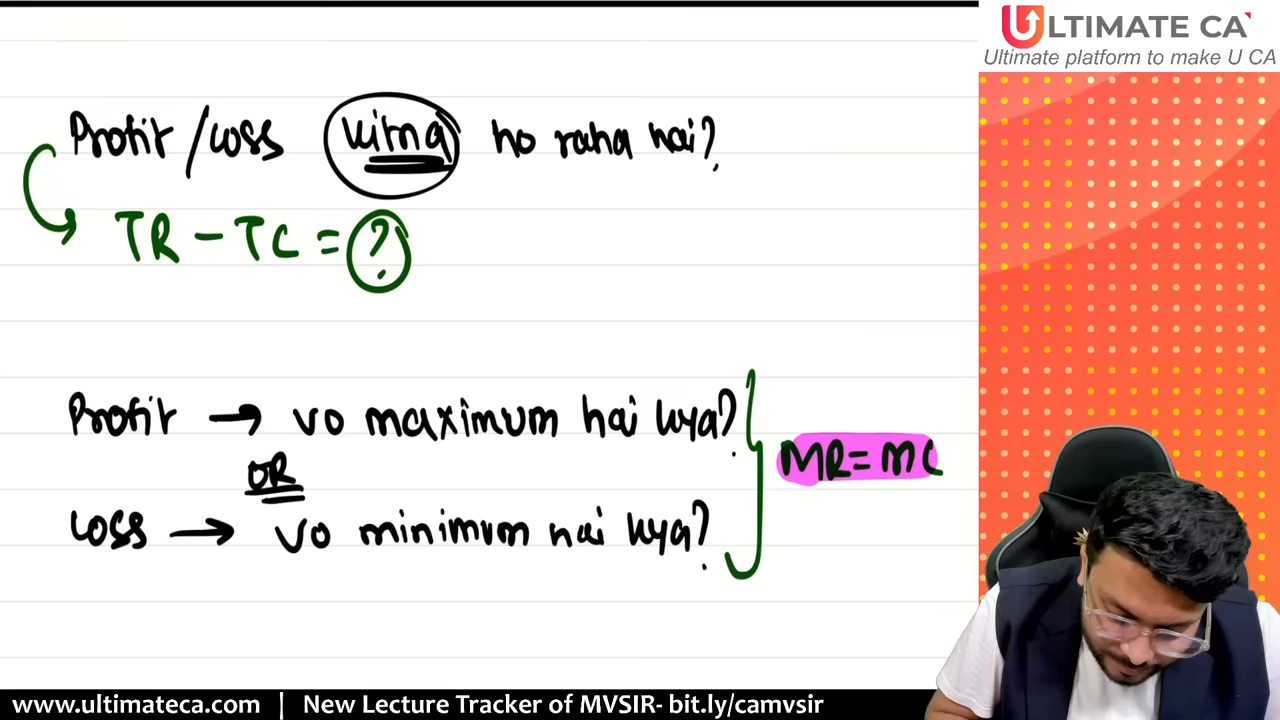 ULTIMATE CA
Ultimate platform to make U CA
Profit/Loss kitna ho raha hai?
TR - TC = ?
Profit → vo maximum hai kya?
OR
MR = MC
Loss → vo minimum hai kya?
www.ultimateca.com | New Lecture Tracker of MVSIR- bit.ly/camvsir